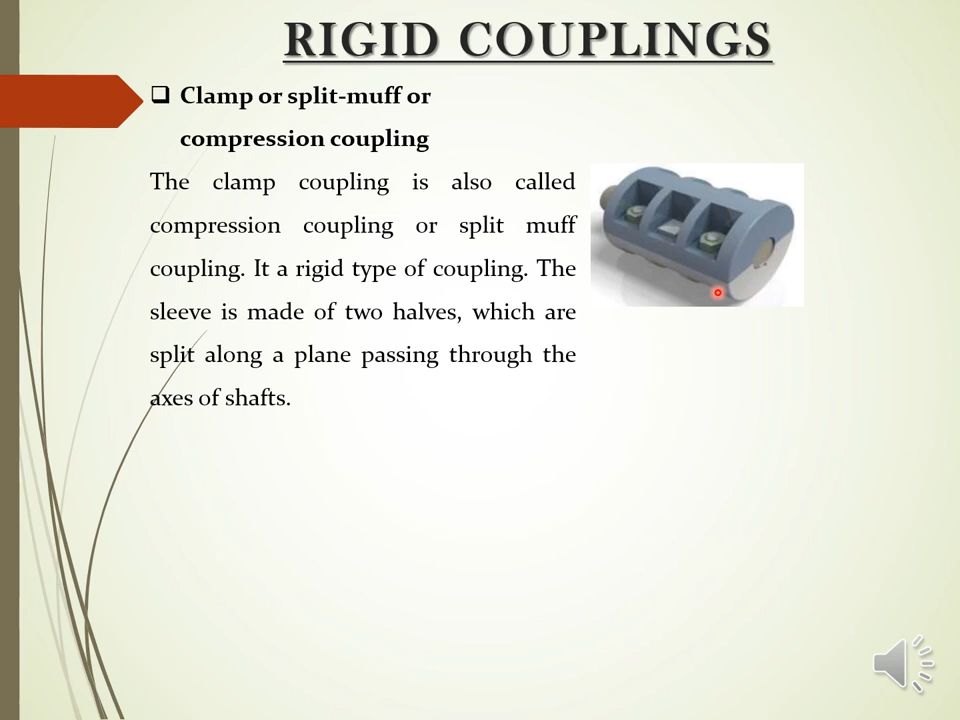 RIGID COUPLINGS
❑ Clamp or split-muff or
compression coupling
The clamp coupling is also called
compression coupling or split muff
coupling. It a rigid type of coupling. The
sleeve is made of two halves, which are
split along a plane passing through the
axes of shafts.